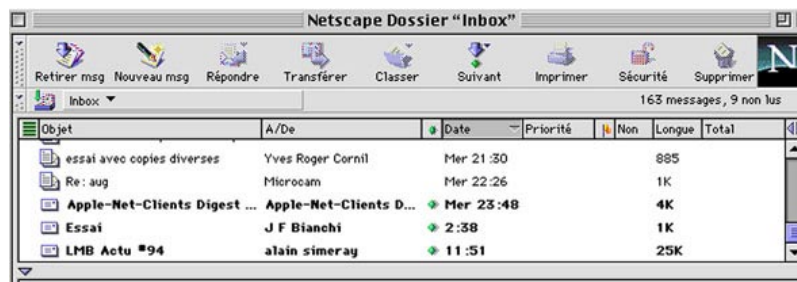 Netscape Dossier “Inbox”
Retirer msg Nouveau msg Répondre Transférer Classer Suivant Imprimer Sécurité Supprimer N
Inbox 163 messages, 9 non lus
Objet A/De Date Priorité Non Longue Total
essai avec copies diverses Yves Roger Cornil Mer 21:30 885
Re: aug Microcam Mer 22:26 1K
Apple-Net-Clients Digest ... Apple-Net-Clients D... Mer 23:48 4K
Essai J F Bianchi 2:38 1K
LMB Actu #94 alain simeray 11:51 25K